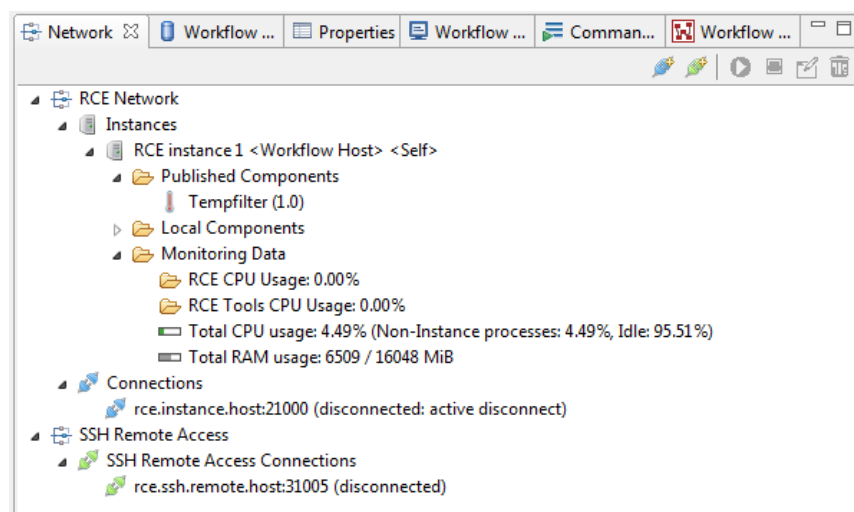 Network Workflow ... Properties Workflow ... Comman... Workflow ...
RCE Network
Instances
RCE instance 1 <Workflow Host> <Self>
Published Components
Tempfilter (1.0)
Local Components
Monitoring Data
RCE CPU Usage: 0.00%
RCE Tools CPU Usage: 0.00%
Total CPU usage: 4.49% (Non-Instance processes: 4.49%, Idle: 95.51%)
Total RAM usage: 6509 / 16048 MiB
Connections
rce.instance.host:21000 (disconnected: active disconnect)
SSH Remote Access
SSH Remote Access Connections
rce.ssh.remote.host:31005 (disconnected)